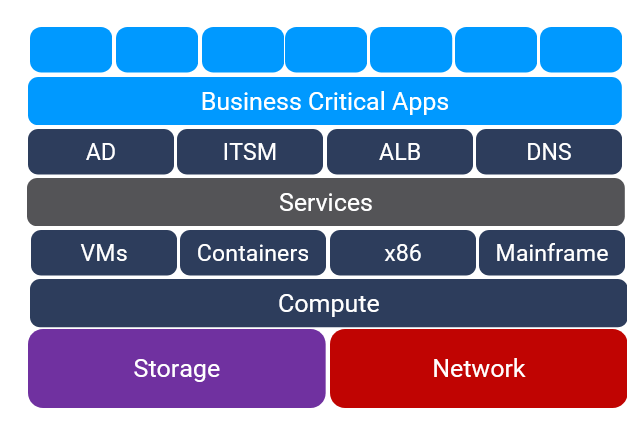 Business Critical Apps
AD ITSM ALB DNS
Services
VMs Containers x86 Mainframe
Compute
Storage Network